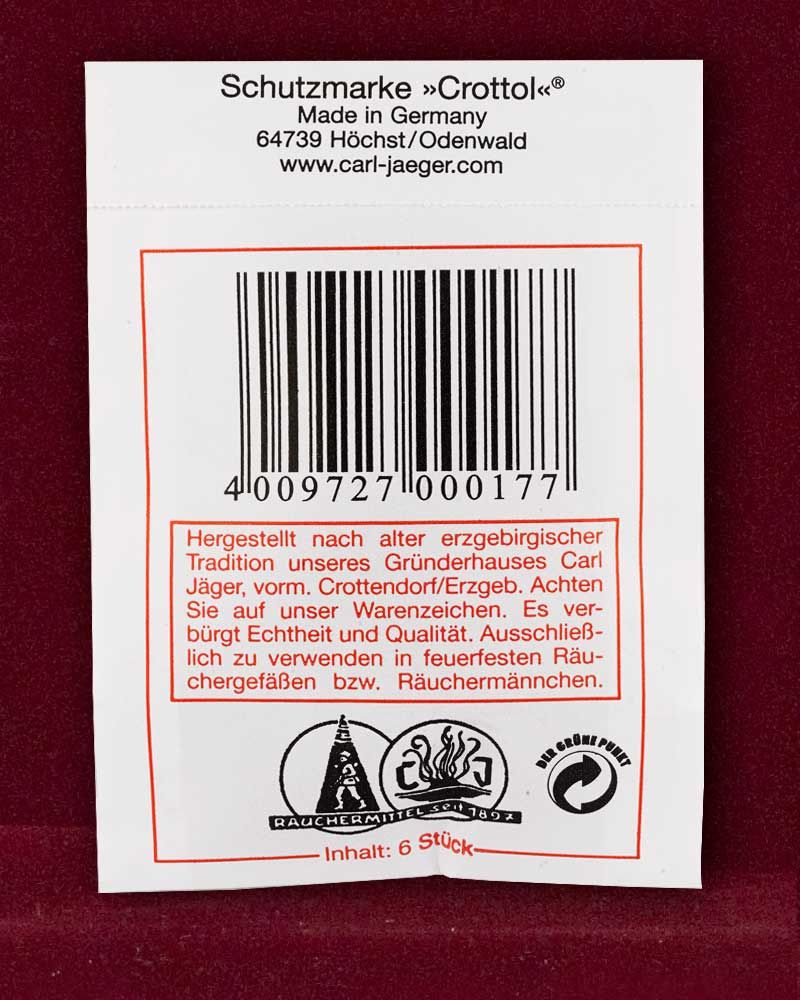 Schutzmarke »Crottol«®
Made in Germany
64739 Höchst/Odenwald
www.carl-jaeger.com
4 009727 000177
Hergestellt nach alter erzgebirgischer
Tradition unseres Gründerhauses Carl
Jäger, vorm. Crottendorf/Erzgeb. Achten
Sie auf unser Warenzeichen. Es ver-
bürgt Echtheit und Qualität. Ausschließ-
lich zu verwenden in feuerfesten Räu-
chergefäßen bzw. Räuchermännchen.
C J
RÄUCHERMITTEL seit 1897
DER GRÜNE PUNKT
Inhalt: 6 Stück